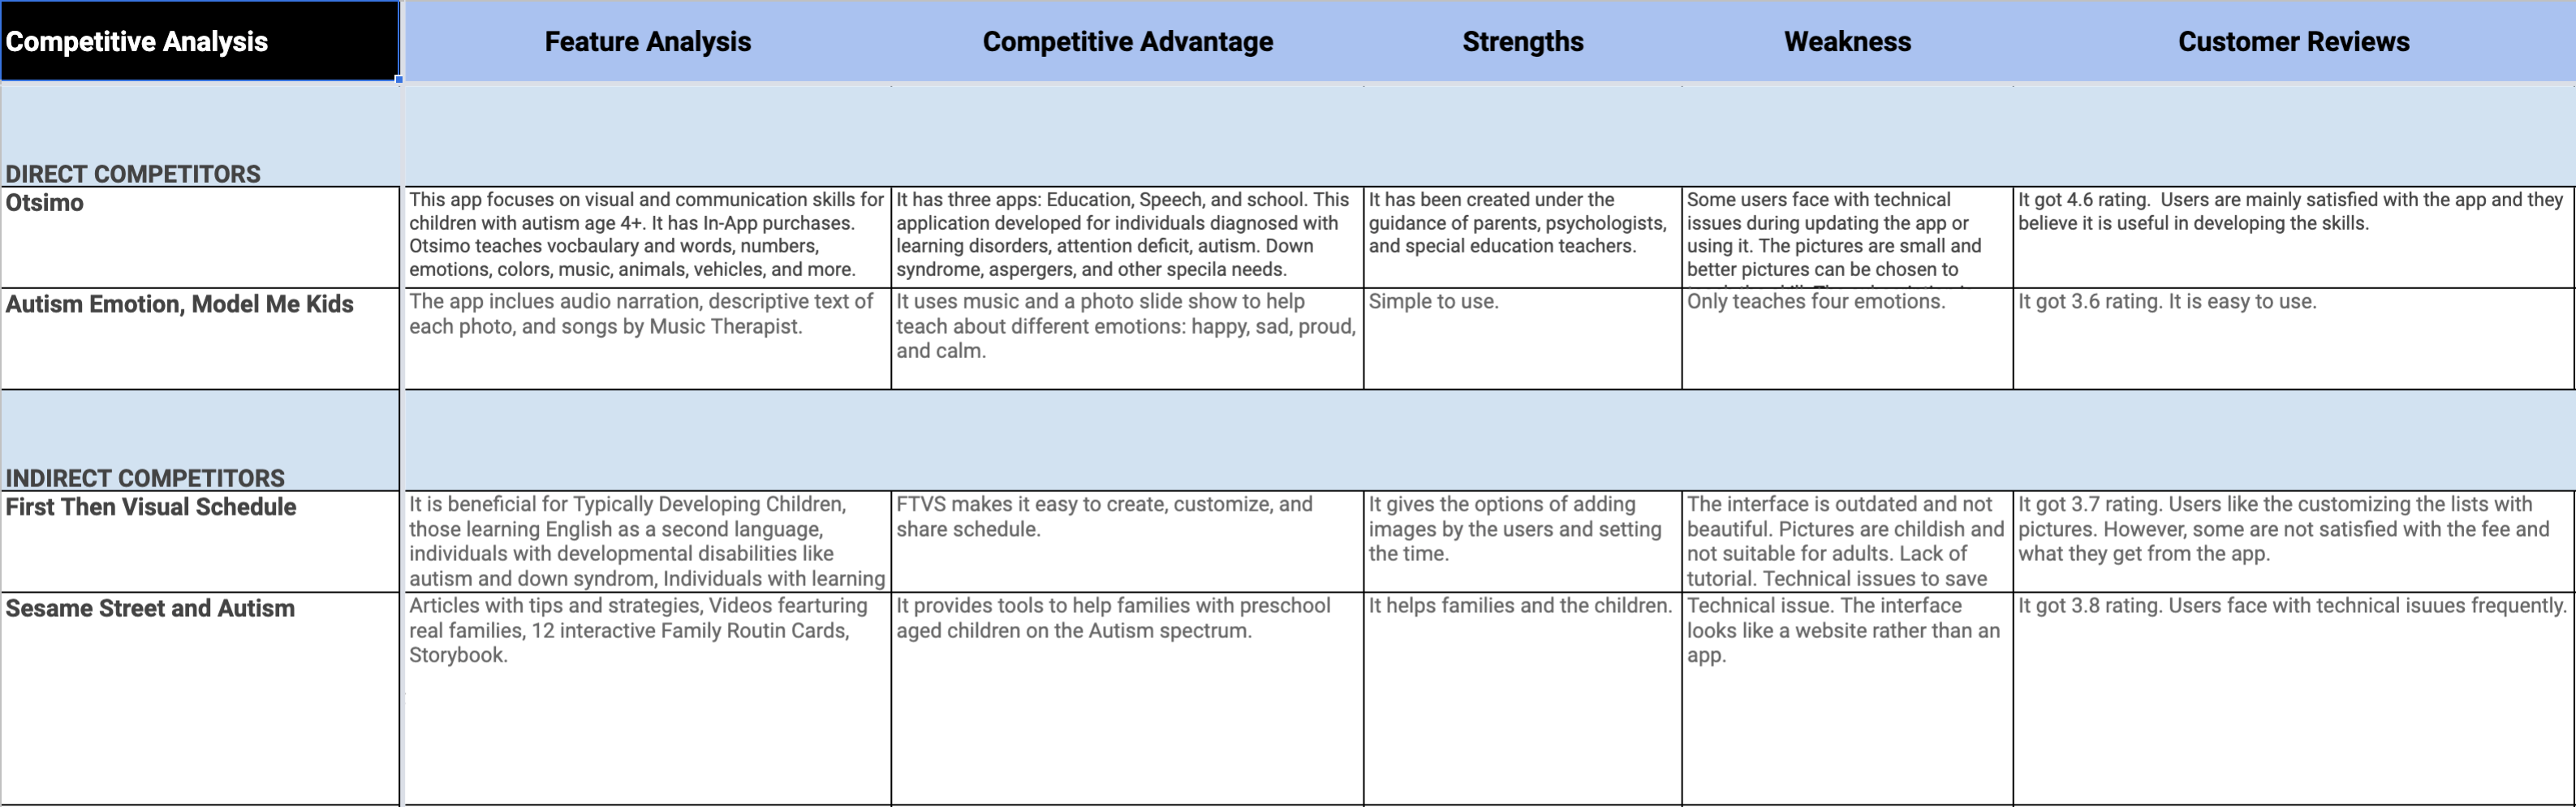 Competitive Analysis
Feature Analysis
Competitive Advantage
Strengths
Weakness
Customer Reviews
DIRECT COMPETITORS
Otsimo
This app focuses on visual and communication skills for
children with autism age 4+. It has In-App purchases.
Otsimo teaches vocbaulary and words, numbers,
emotions, colors, music, animals, vehicles, and more.
It has three apps: Education, Speech, and school. This
application developed for individuals diagnosed with
learning disorders, attention deficit, autism. Down
syndrome, aspergers, and other specila needs.
It has been created under the
guidance of parents, psychologists,
and special education teachers.
Some users face with technical
issues during updating the app or
using it. The pictures are small and
better pictures can be chosen to
It got 4.6 rating.  Users are mainly satisfied with the app and they
believe it is useful in developing the skills.
Autism Emotion, Model Me Kids
The app inclues audio narration, descriptive text of
each photo, and songs by Music Therapist.
It uses music and a photo slide show to help
teach about different emotions: happy, sad, proud,
and calm.
Simple to use.
Only teaches four emotions.
It got 3.6 rating. It is easy to use.
INDIRECT COMPETITORS
First Then Visual Schedule
It is beneficial for Typically Developing Children,
those learning English as a second language,
individuals with developmental disabilities like
autism and down syndrom, Individuals with learning
FTVS makes it easy to create, customize, and
share schedule.
It gives the options of adding
images by the users and setting
the time.
The interface is outdated and not
beautiful. Pictures are childish and
not suitable for adults. Lack of
tutorial. Technical issues to save
It got 3.7 rating. Users like the customizing the lists with
pictures. However, some are not satisfied with the fee and
what they get from the app.
Sesame Street and Autism
Articles with tips and strategies, Videos fearturing
real families, 12 interactive Family Routin Cards,
Storybook.
It provides tools to help families with preschool
aged children on the Autism spectrum.
It helps families and the children.
Technical issue. The interface
looks like a website rather than an
app.
It got 3.8 rating. Users face with technical isuues frequently.